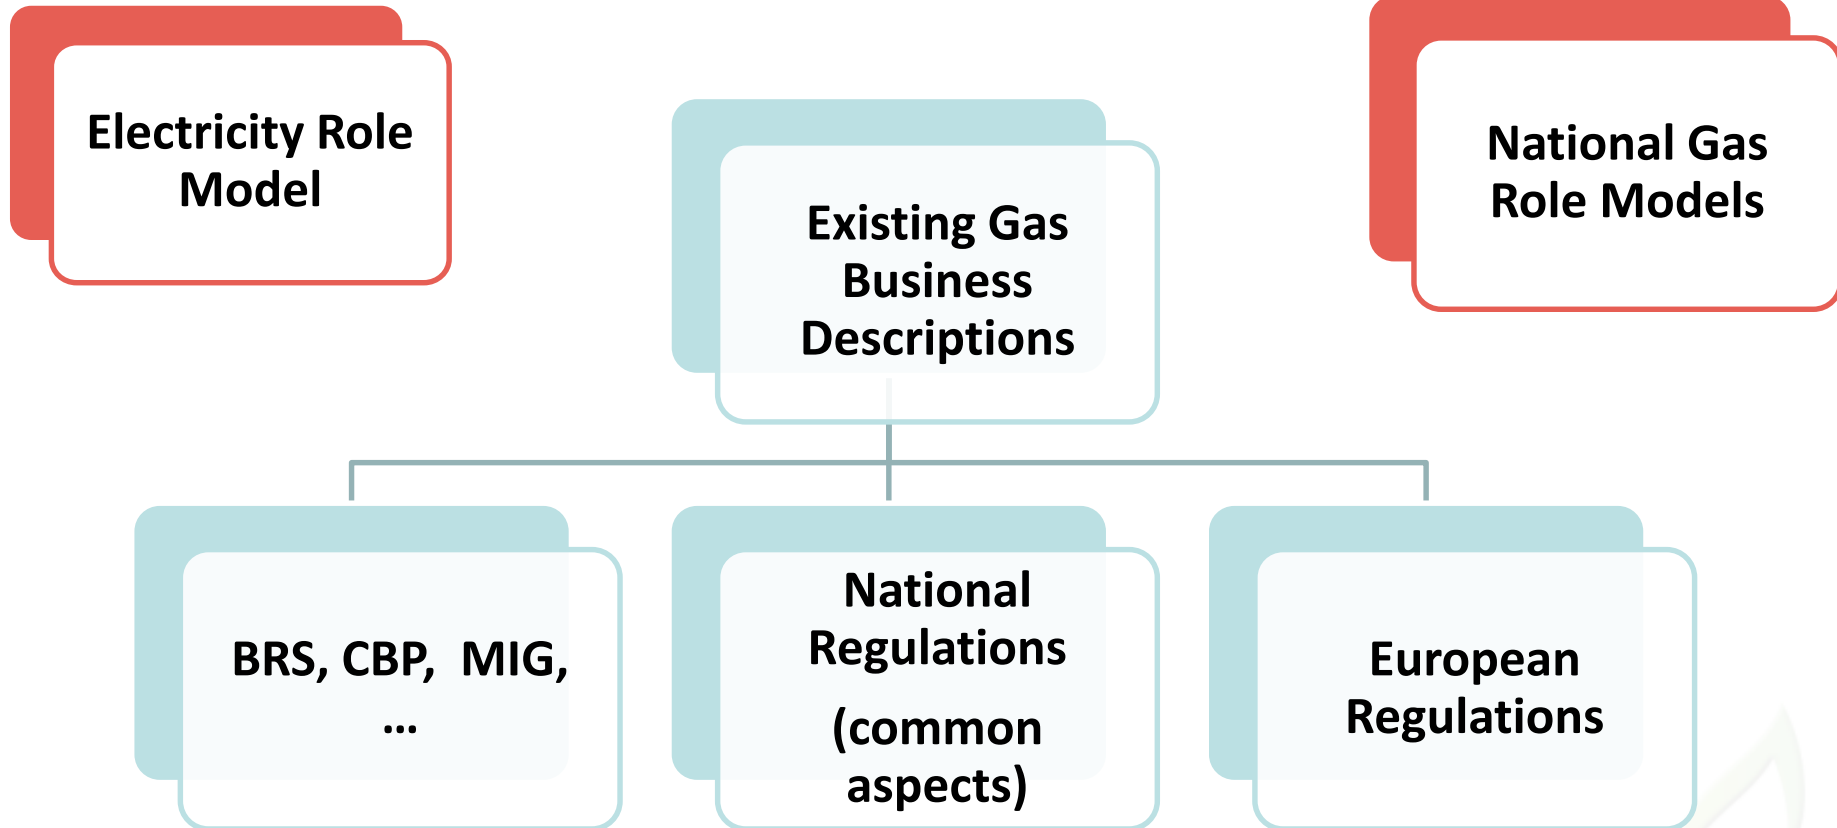 Electricity Role
Model
National Gas
Role Models
Existing Gas
Business
Descriptions
BRS, CBP,  MIG,
...
National
Regulations
(common
aspects)
European
Regulations